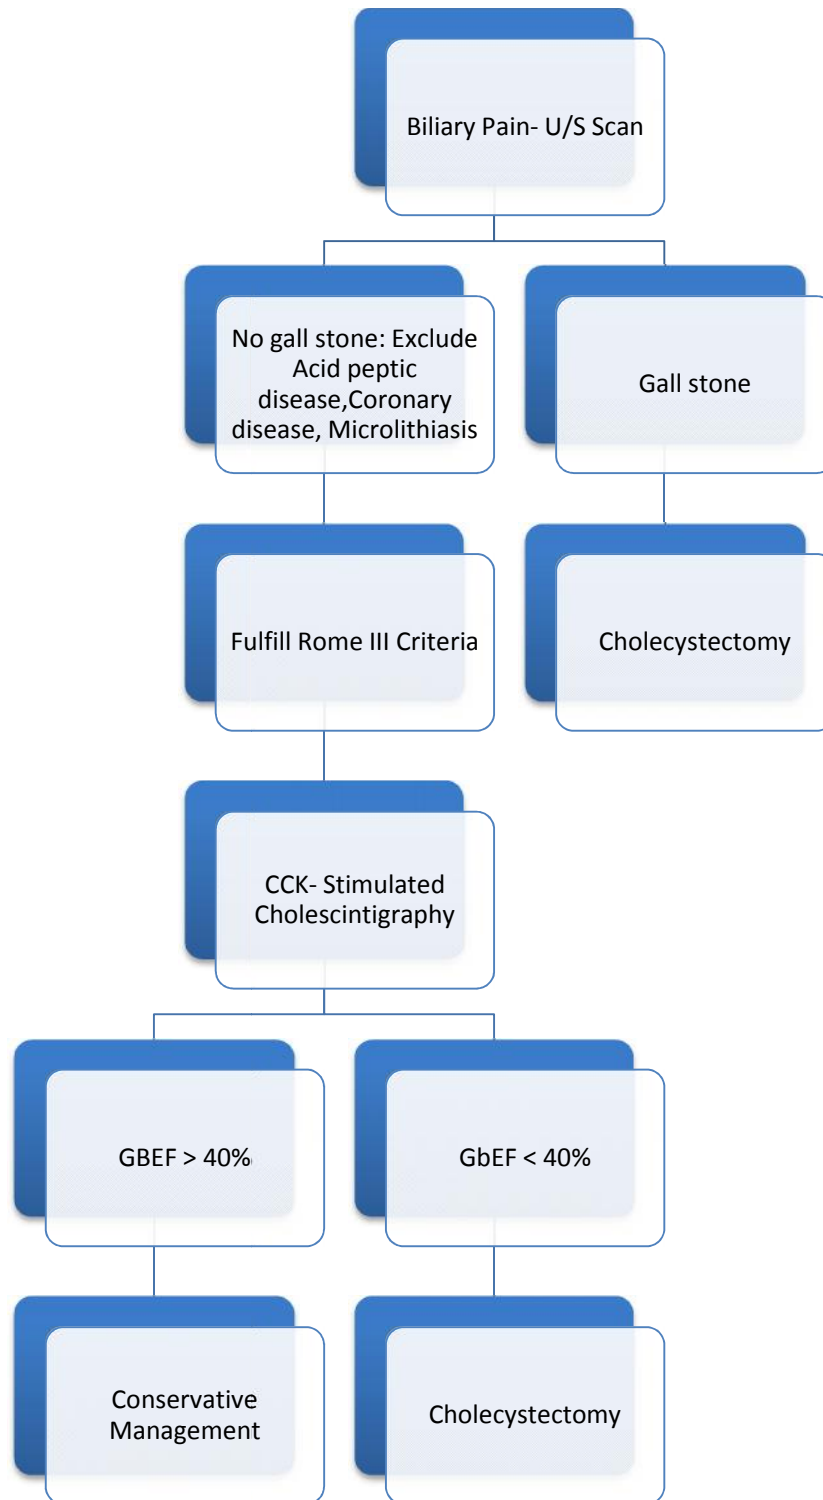 Biliary Pain- U/S Scan
No gall stone: Exclude
Acid peptic
disease,Coronary
disease, Microlithiasis
Gall stone
Fulfill Rome III Criteria
Cholecystectomy
CCK- Stimulated
Cholescintigraphy
GBEF > 40%
GbEF < 40%
Conservative
Management
Cholecystectomy